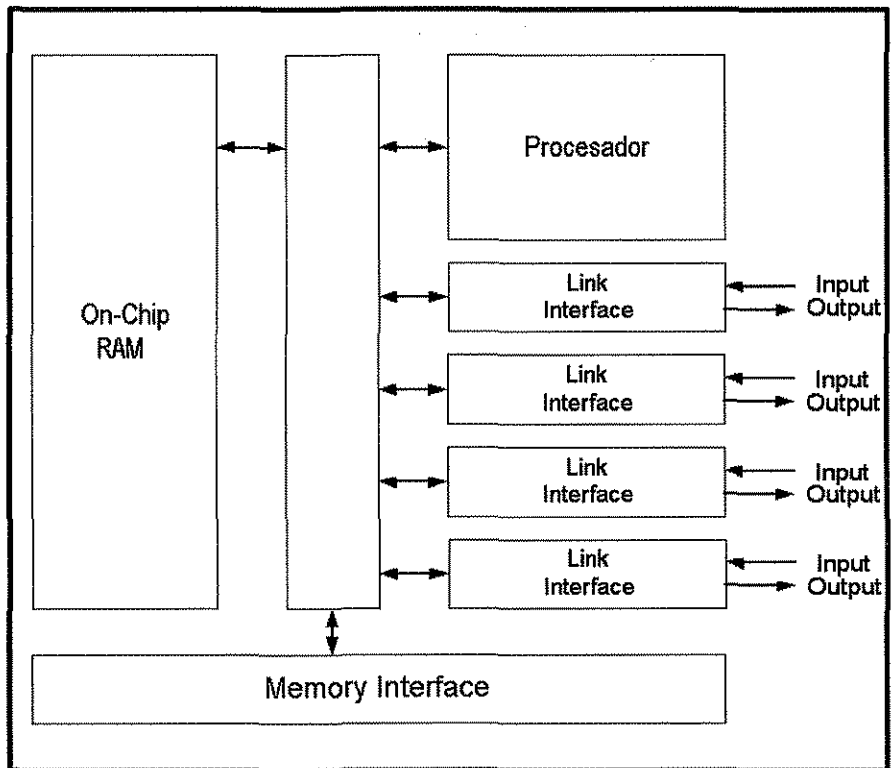 Procesador
On-Chip
RAM
Link
Interface
Input
Output
Link
Interface
Input
Output
Link
Interface
Input
Output
Link
Interface
Input
Output
Memory Interface